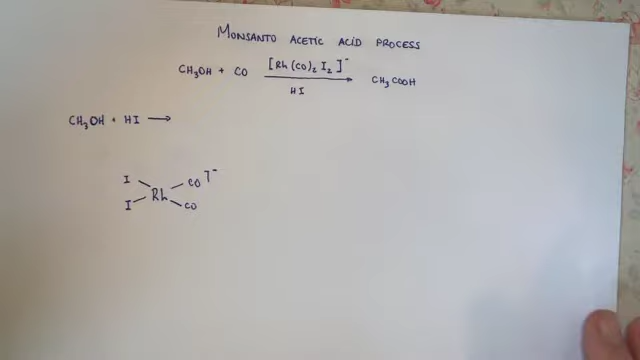 MONSANTO ACETIC ACID PROCESS
CH₃OH + CO [Rh(CO)₂ I₂]⁻ ⟶ CH₃COOH
HI
CH₃OH + HI ⟶
I CO ⁻
Rh
I CO